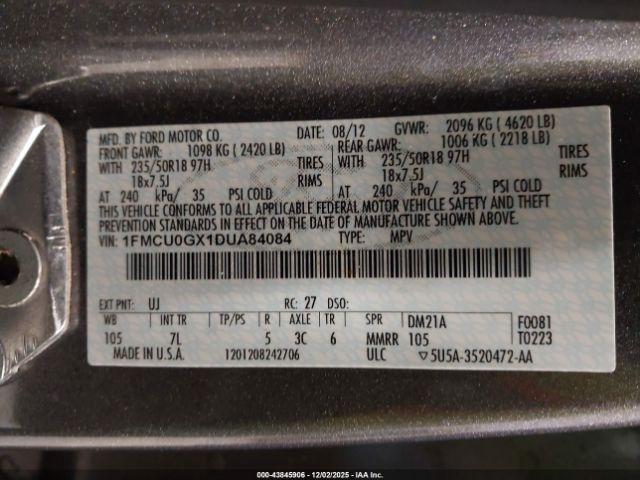 MFD. BY FORD MOTOR CO. DATE: 08/12 GVWR: 2096 KG ( 4620 LB)
FRONT GAWR: 1098 KG ( 2420 LB) REAR GAWR: 1006 KG ( 2218 LB)
WITH 235/50R18 97H TIRES WITH 235/50R18 97H TIRES
18x7.5J RIMS 18x7.5J RIMS
AT 240 kPa/ 35 PSI COLD AT 240 kPa/ 35 PSI COLD
THIS VEHICLE CONFORMS TO ALL APPLICABLE FEDERAL MOTOR VEHICLE SAFETY AND THEFT
PREVENTION STANDARDS IN EFFECT ON THE DATE OF MANUFACTURE SHOWN ABOVE.
VIN: 1FMCU0GX1DUA84084 TYPE: MPV
EXT PNT: UJ RC: 27 DSO:
WB INT TR TP/PS R AXLE TR SPR DM21A F0081
105 7L 5 3C 6 MMRR 105 T0223
MADE IN U.S.A. 1201208242706 ULC ▽5U5A-3520472-AA
000-43845906 - 12/02/2025 - COPYRIGHT IAA, Inc.